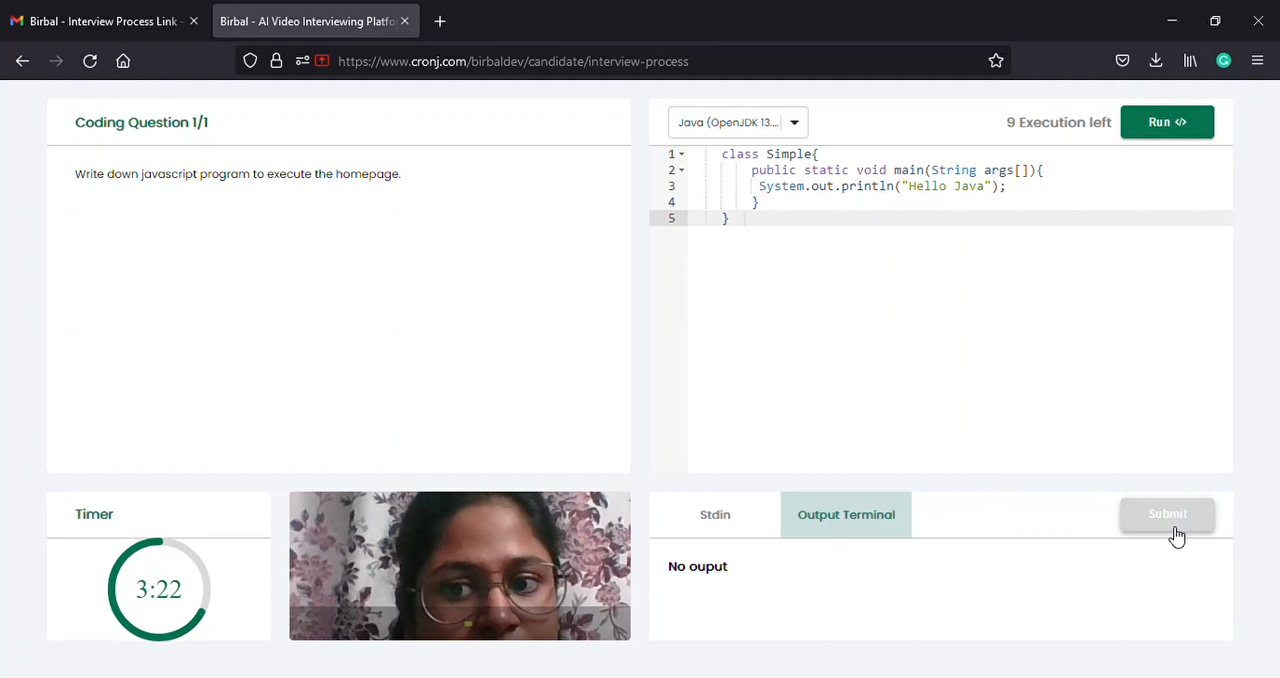 Birbal - Interview Process Link -
Birbal - AI Video Interviewing Platfo
https://www.cronj.com/birbaldev/candidate/interview-process
Coding Question 1/1
Write down javascript program to execute the homepage.
Java (OpenJDK 13....
9 Execution left
Run </>
1 class Simple{
2 public static void main(String args[]){
3 System.out.println("Hello Java");
4 }
5 }
Timer
3:22
Stdin
Output Terminal
Submit
No ouput